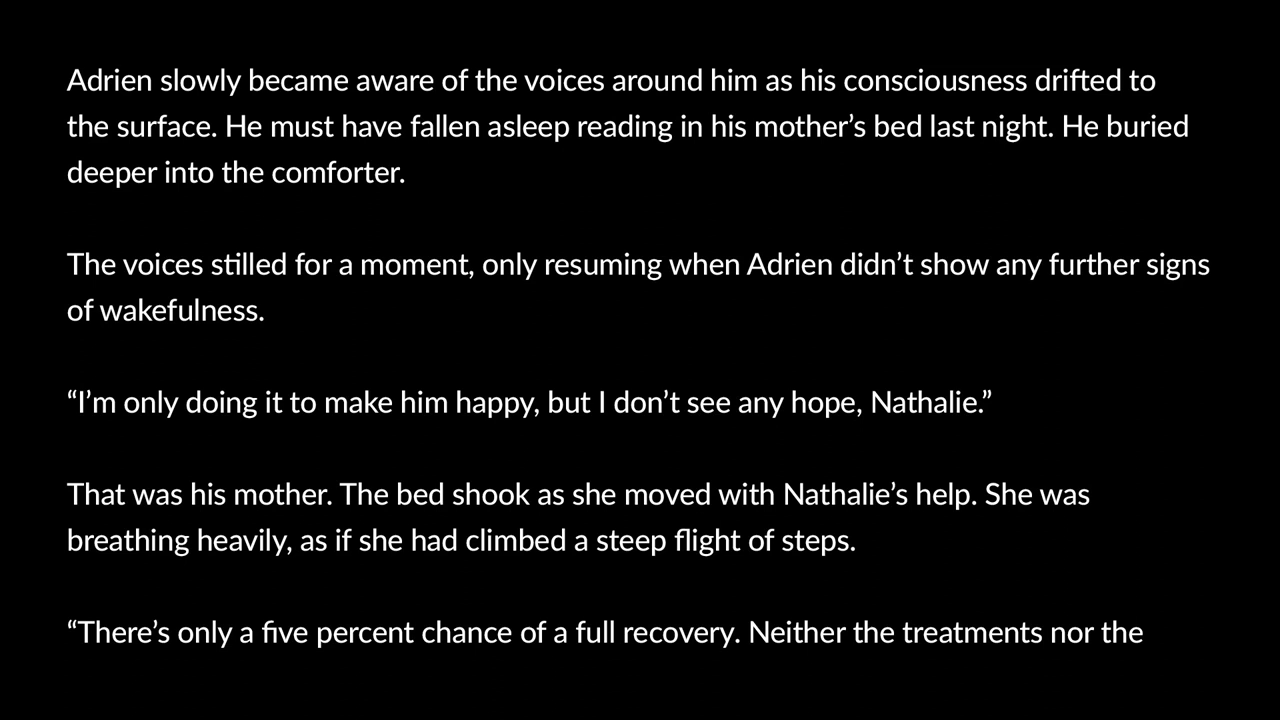 Adrien slowly became aware of the voices around him as his consciousness drifted to
the surface. He must have fallen asleep reading in his mother’s bed last night. He buried
deeper into the comforter.
The voices stilled for a moment, only resuming when Adrien didn’t show any further signs
of wakefulness.
“I’m only doing it to make him happy, but I don’t see any hope, Nathalie.”
That was his mother. The bed shook as she moved with Nathalie’s help. She was
breathing heavily, as if she had climbed a steep flight of steps.
“There’s only a five percent chance of a full recovery. Neither the treatments nor the